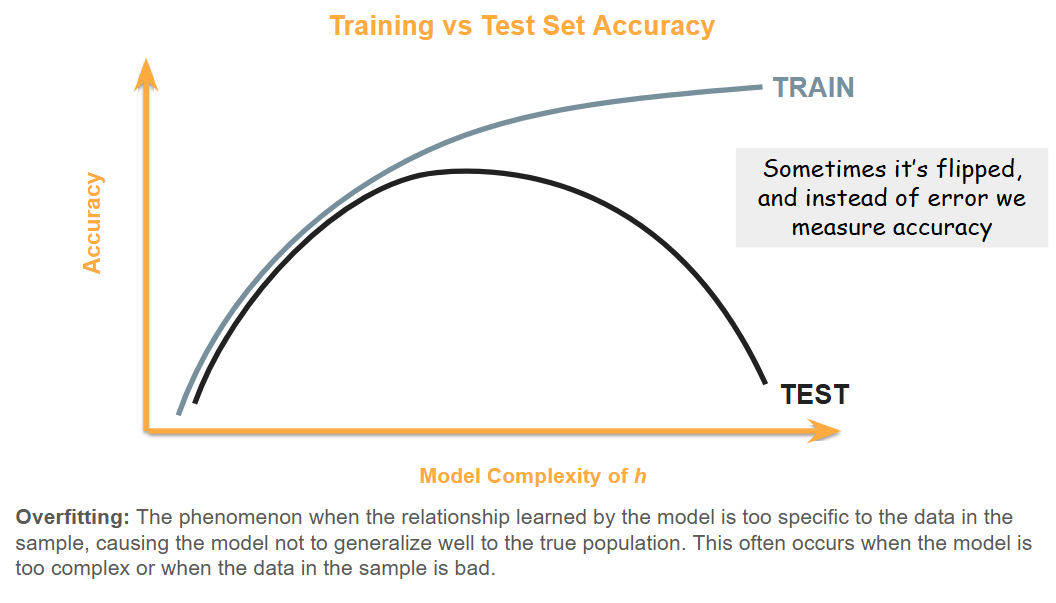 Training vs Test Set Accuracy
TRAIN
Sometimes it's flipped,
and instead of error we
measure accuracy
Accuracy
TEST
Model Complexity of h
Overfitting: The phenomenon when the relationship learned by the model is too specific to the data in the
sample, causing the model not to generalize well to the true population. This often occurs when the model is
too complex or when the data in the sample is bad.